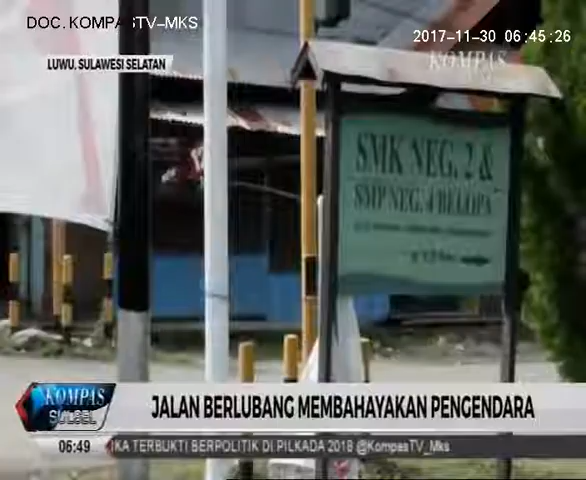 DOC. KOMPASTV-MKS
2017-11-30 06:45:26
KOMPAS
LUWU, SULAWESI SELATAN
SMK NEG. 2 &
SMP NEG. 4 BELOPA
KOMPAS
SULSEL
JALAN BERLUBANG MEMBAHAYAKAN PENGENDARA
06:49
IKA TERBUKTI BERPOLITIK DI PILKADA 2018 @KompasTV_Mks